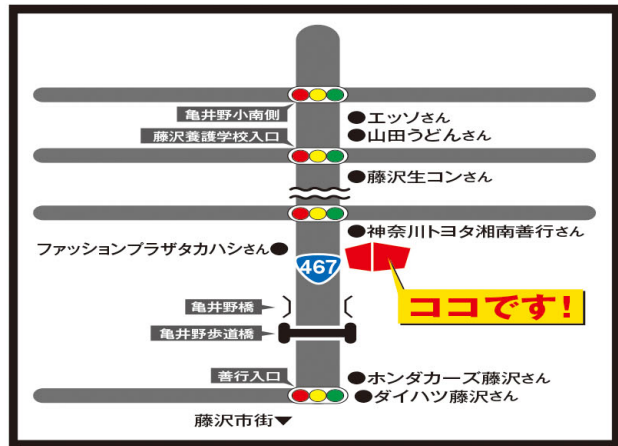 亀井野小南側
●エッソさん
●山田うどんさん
藤沢養護学校入口
●藤沢生コンさん
●神奈川トヨタ湘南善行さん
ファッションプラザタカハシさん●
467
ココです!
亀井野橋
亀井野歩道橋
善行入口
●ホンダカーズ藤沢さん
●ダイハツ藤沢さん
藤沢市街▼